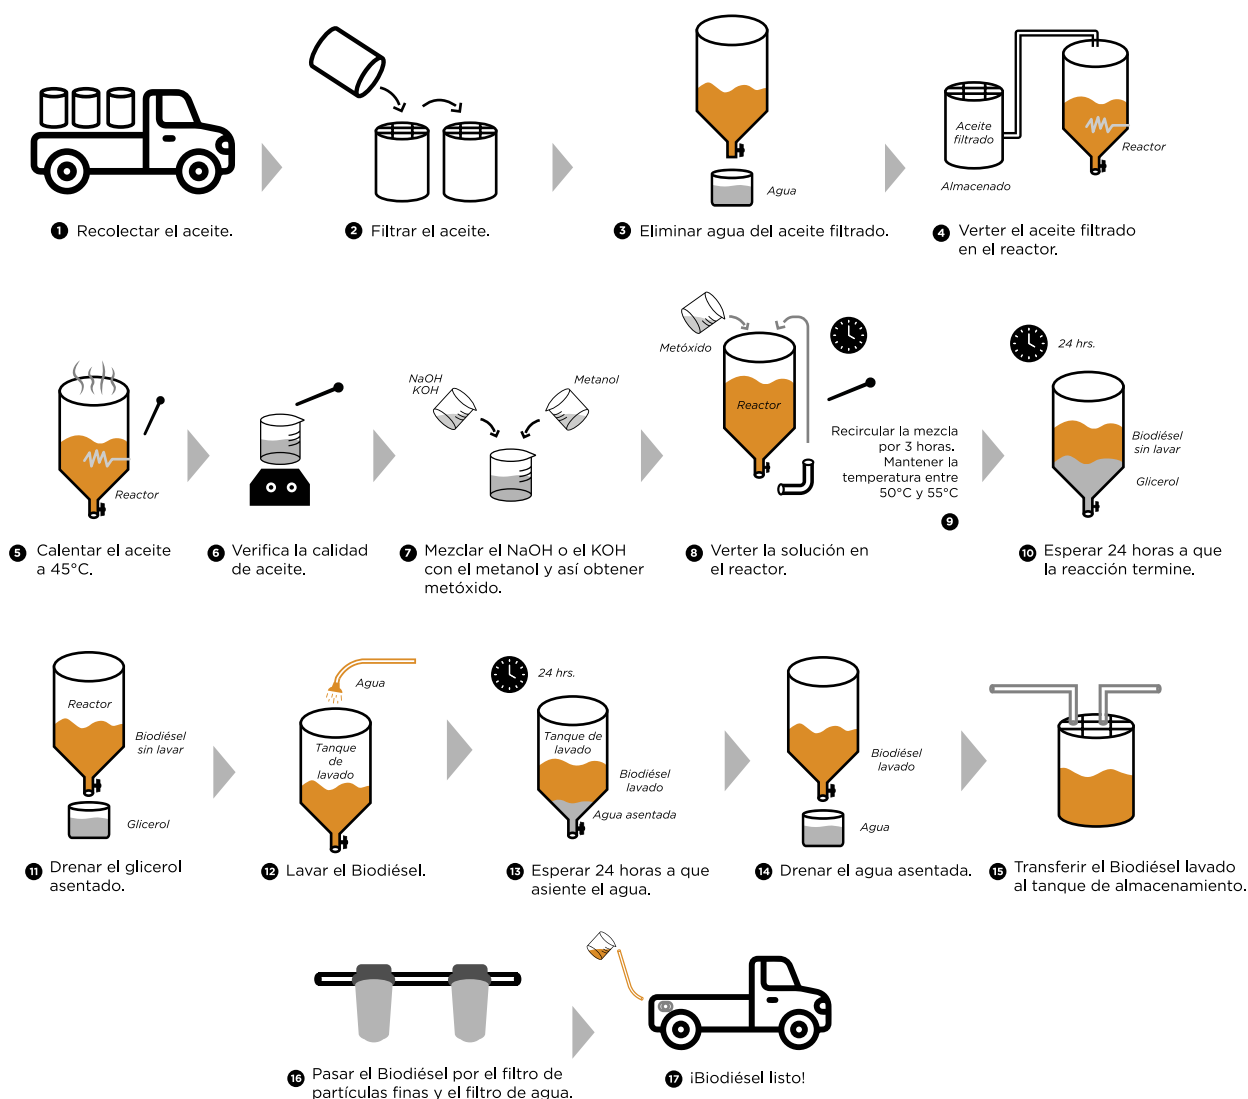 1 Recolectar el aceite.
2 Filtrar el aceite.
Agua
3 Eliminar agua del aceite filtrado.
Aceite
filtrado
Almacenado
Reactor
4 Verter el aceite filtrado
en el reactor.
Reactor
5 Calentar el aceite
a 45°C.
6 Verifica la calidad
de aceite.
NaOH
KOH
Metanol
7 Mezclar el NaOH o el KOH
con el metanol y así obtener
metóxido.
Metóxido
Reactor
8 Verter la solución en
el reactor.
Recircular la mezcla
por 3 horas.
Mantener la
temperatura entre
50°C y 55°C
9
24 hrs.
Biodiésel
sin lavar
Glicerol
10 Esperar 24 horas a que
la reacción termine.
Reactor
Biodiésel
sin lavar
Glicerol
11 Drenar el glicerol
asentado.
Agua
Tanque
de
lavado
12 Lavar el Biodiésel.
24 hrs.
Tanque de
lavado
Biodiésel
lavado
Agua asentada
13 Esperar 24 horas a que
asiente el agua.
Biodiésel
lavado
Agua
14 Drenar el agua asentada.
15 Transferir el Biodiésel lavado
al tanque de almacenamiento.
16 Pasar el Biodiésel por el filtro de
partículas finas y el filtro de agua.
17 ¡Biodiésel listo!